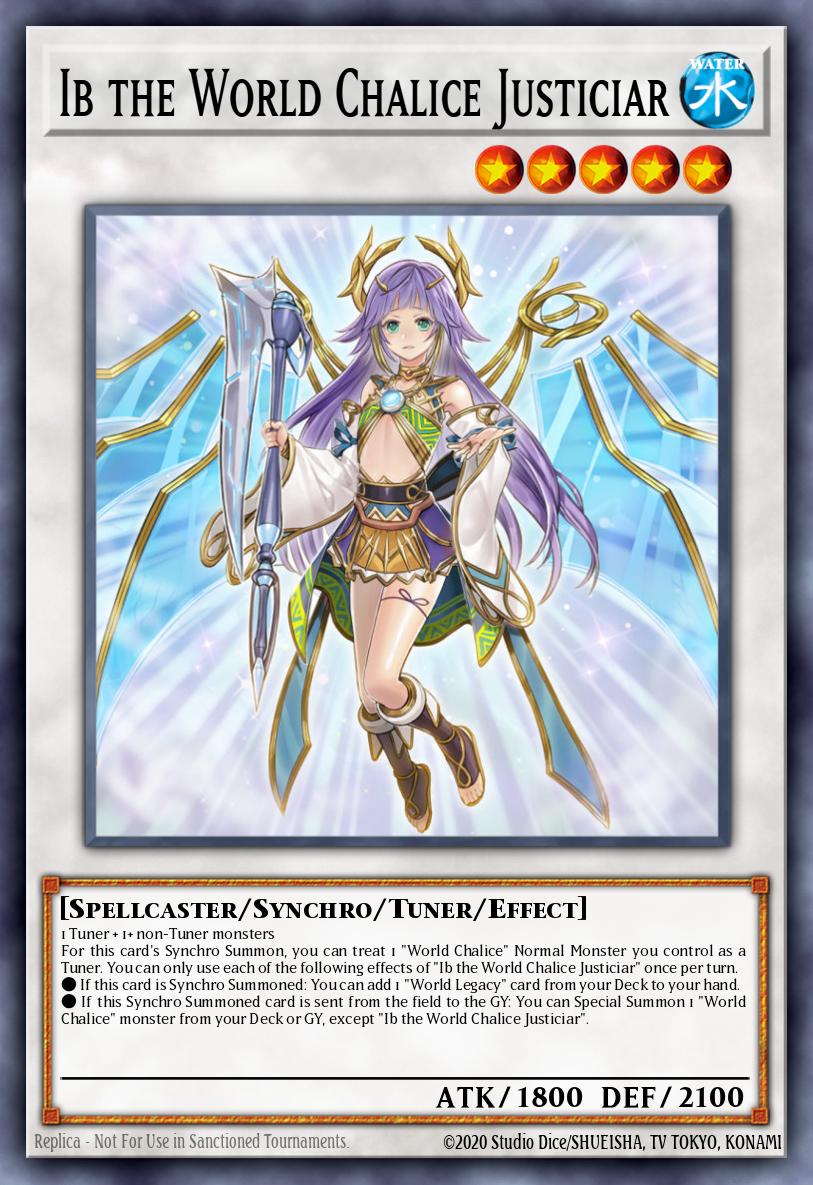 Ib the World Chalice Justiciar
WATER
水
[Spellcaster/Synchro/Tuner/Effect]
1 Tuner + 1+ non-Tuner monsters
For this card's Synchro Summon, you can treat 1 "World Chalice" Normal Monster you control as a
Tuner. You can only use each of the following effects of "Ib the World Chalice Justiciar" once per turn.
● If this card is Synchro Summoned: You can add 1 "World Legacy" card from your Deck to your hand.
● If this Synchro Summoned card is sent from the field to the GY: You can Special Summon 1 "World
Chalice" monster from your Deck or GY, except "Ib the World Chalice Justiciar".
ATK/1800 DEF/2100
Replica - Not For Use in Sanctioned Tournaments.
©2020 Studio Dice/SHUEISHA, TV TOKYO, KONAMI